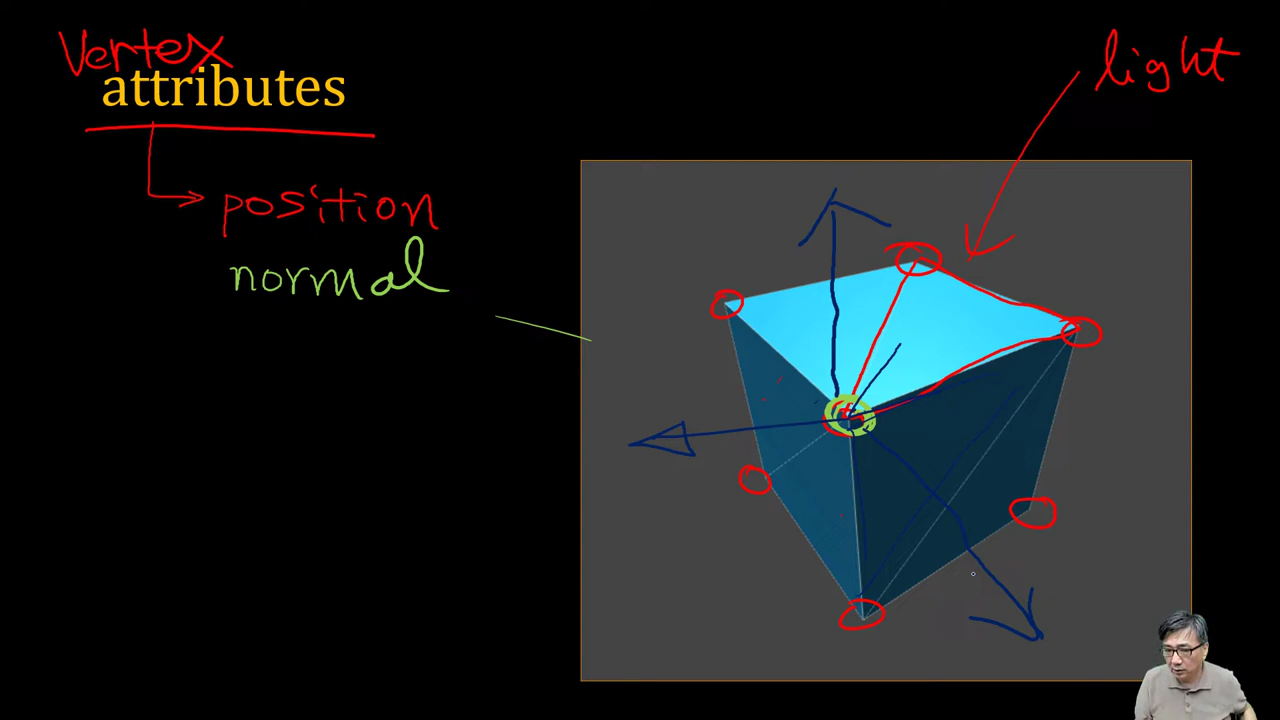 Vertex
attributes
position
normal
light